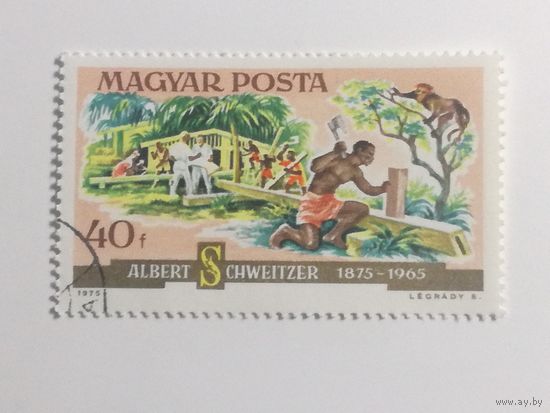 MAGYAR POSTA
40f
ALBERT SCHWEITZER 1875-1965
1975 LÉGRÁDY S.
www.ay.by